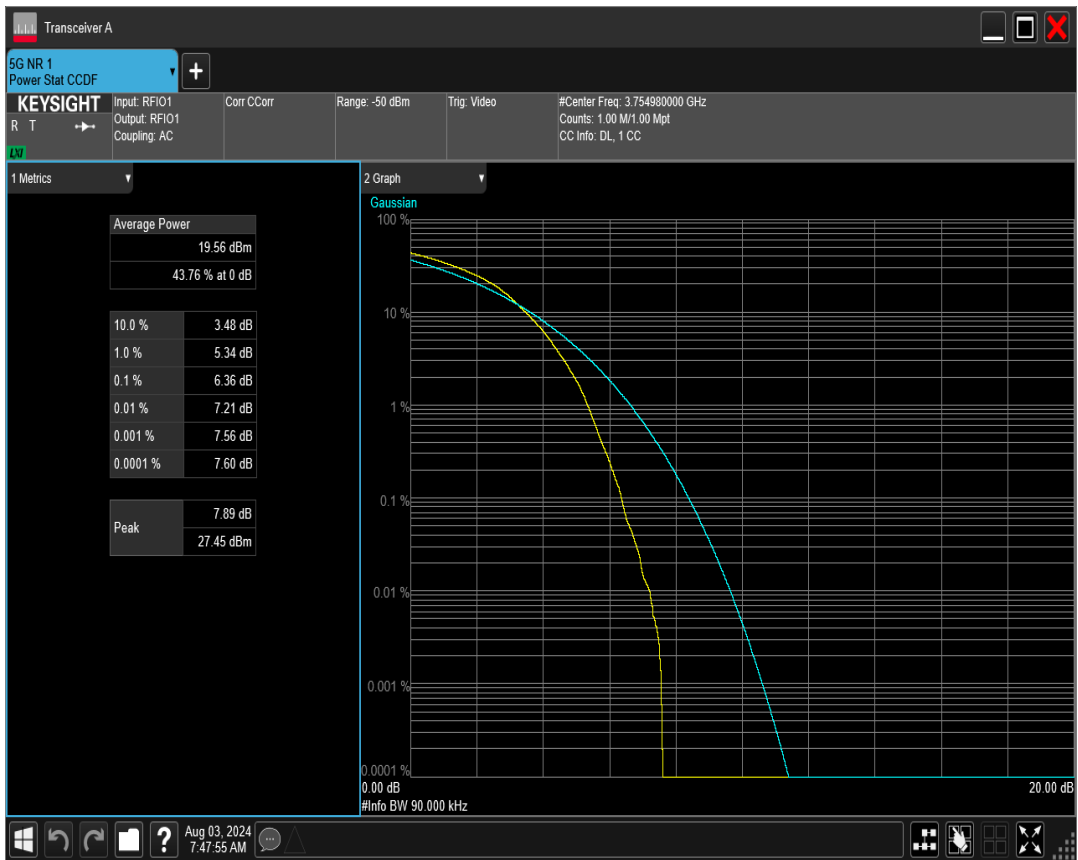 Transceiver A
5G NR 1
Power Stat CCDF
KEYSIGHT
R T
LXI
Input: RFIO1
Output: RFIO1
Coupling: AC
Corr CCorr
Range: -50 dBm
Trig: Video
#Center Freq: 3.754980000 GHz
Counts: 1.00 M/1.00 Mpt
CC Info: DL, 1 CC
1 Metrics
Average Power
19.56 dBm
43.76 % at 0 dB
10.0 % 3.48 dB
1.0 % 5.34 dB
0.1 % 6.36 dB
0.01 % 7.21 dB
0.001 % 7.56 dB
0.0001 % 7.60 dB
Peak
7.89 dB
27.45 dBm
2 Graph
Gaussian
100 %
10 %
1 %
0.1 %
0.01 %
0.001 %
0.0001 %
0.00 dB 20.00 dB
#Info BW 90.000 kHz
?
Aug 03, 2024
7:47:55 AM